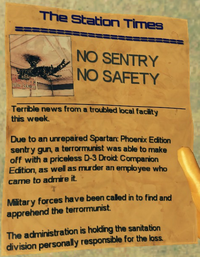 The Station Times
NO SENTRY
NO SAFETY
Terrible news from a troubled local facility
this week.
Due to an unrepaired Spartan: Phoenix Edition
sentry gun, a terrormunist was able to make
off with a priceless D-3 Droid: Companion
Edition, as well as murder an employee who
came to admire it.
Military forces have been called in to find and
apprehend the terrormunist.
The administration is holding the sanitation
division personally responsible for the loss.